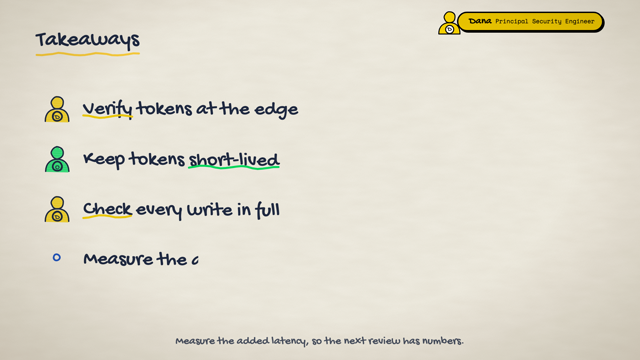 Takeaways
Dana Principal Security Engineer
Verify tokens at the edge
Keep tokens short-lived
Check every write in full
Measure the
Measure the added latency, so the next review has numbers.